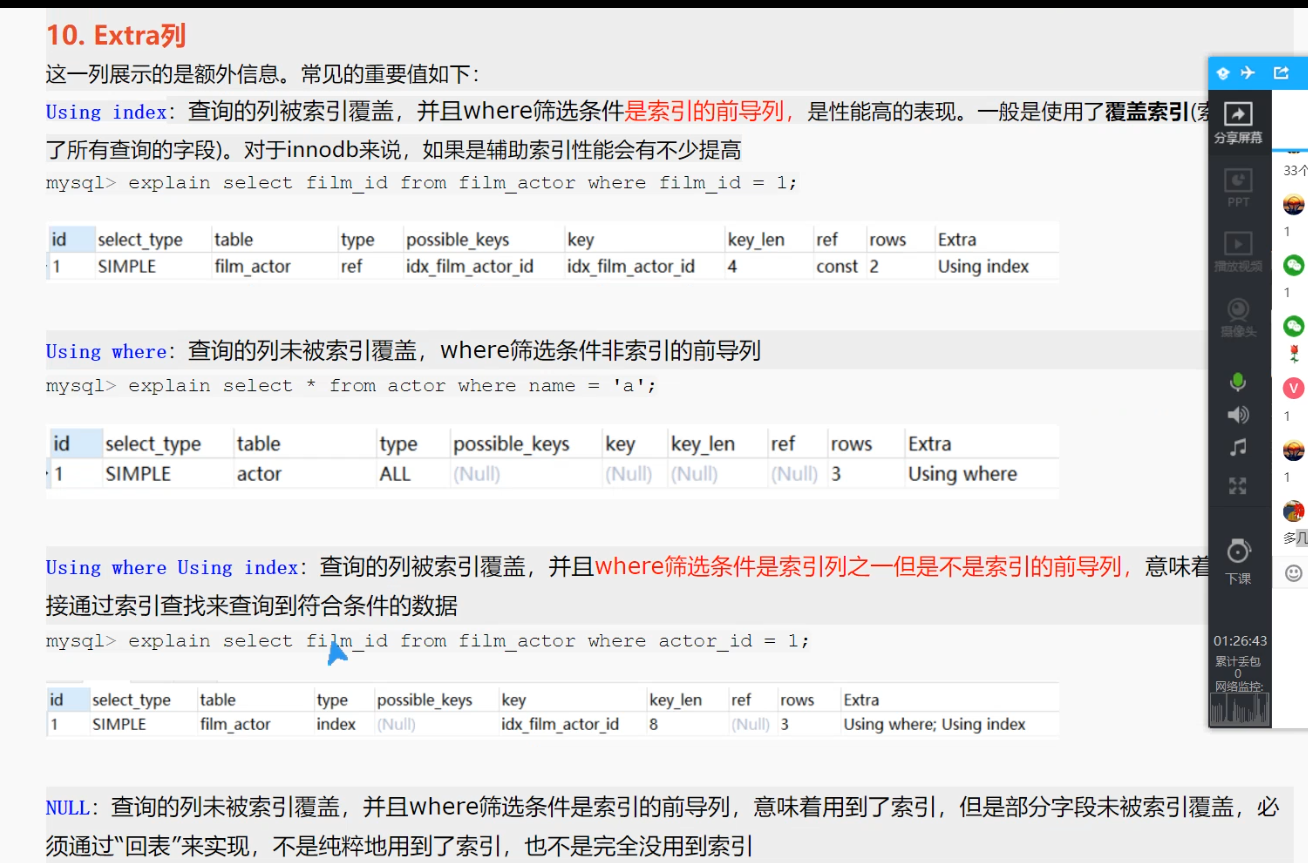 10. Extra列
这一列展示的是额外信息。常见的重要值如下：
Using index：查询的列被索引覆盖，并且where筛选条件是索引的前导列，是性能高的表现。一般是使用了覆盖索引(索
了所有查询的字段)。对于innodb来说，如果是辅助索引性能会有不少提高
mysql> explain select film_id from film_actor where film_id = 1;
id select_type table type possible_keys key key_len ref rows Extra
1 SIMPLE film_actor ref idx_film_actor_id idx_film_actor_id 4 const 2 Using index
Using where：查询的列未被索引覆盖，where筛选条件非索引的前导列
mysql> explain select * from actor where name = 'a';
id select_type table type possible_keys key key_len ref rows Extra
1 SIMPLE actor ALL (Null) (Null) (Null) (Null) 3 Using where
Using where Using index：查询的列被索引覆盖，并且where筛选条件是索引列之一但是不是索引的前导列，意味着
接通过索引查找来查询到符合条件的数据
mysql> explain select film_id from film_actor where actor_id = 1;
id select_type table type possible_keys key key_len ref rows Extra
1 SIMPLE film_actor index (Null) idx_film_actor_id 8 (Null) 3 Using where; Using index
NULL：查询的列未被索引覆盖，并且where筛选条件是索引的前导列，意味着用到了索引，但是部分字段未被索引覆盖，必
须通过“回表”来实现，不是纯粹地用到了索引，也不是完全没用到索引
分享屏幕
PPT
播放视频
摄像头
下课
01:26:43
累计丢包
0
网络监控:
33个
1
1
1
V
1
1
多几